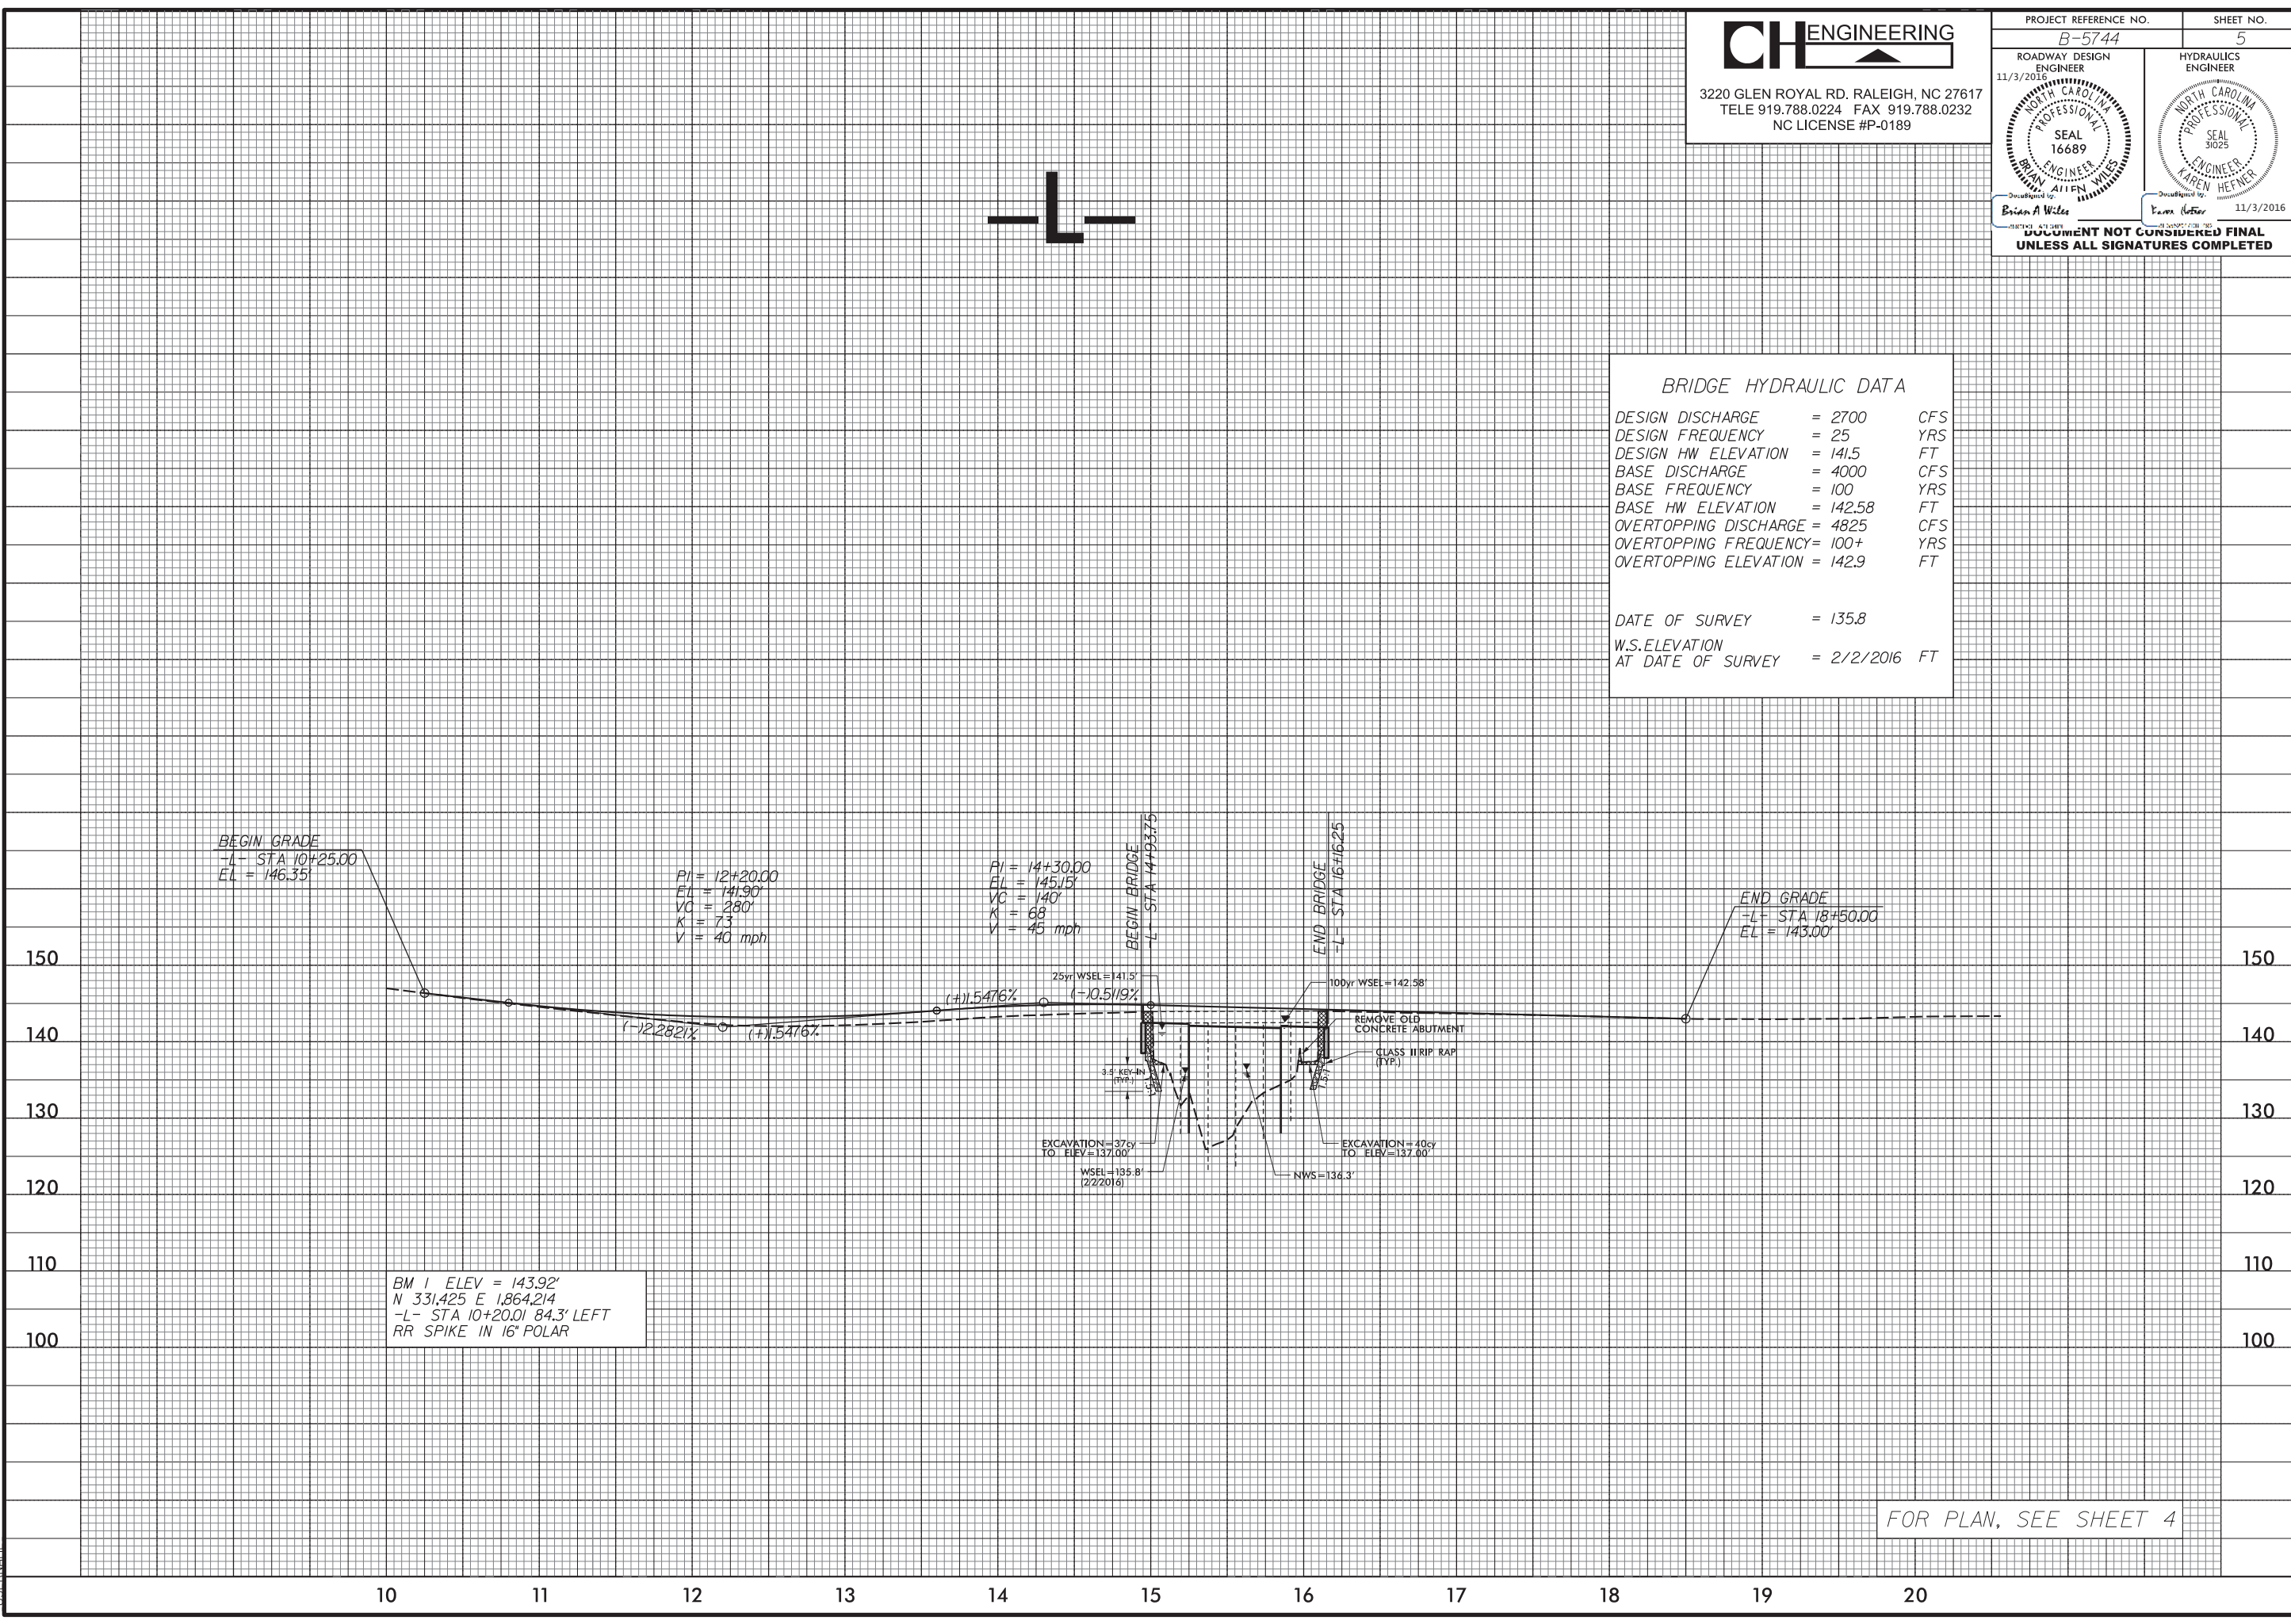 CH ENGINEERING
3220 GLEN ROYAL RD. RALEIGH, NC 27617
TELE 919.788.0224 FAX 919.788.0232
NC LICENSE #P-0189
PROJECT REFERENCE NO.
B-5744
SHEET NO.
5
ROADWAY DESIGN
ENGINEER
11/3/2016
NORTH CAROLINA
PROFESSIONAL
SEAL
16689
ENGINEER
BRIAN ALLEN WILES
DocuSigned by:
Brian A Wiles
HYDRAULICS
ENGINEER
NORTH CAROLINA
PROFESSIONAL
SEAL
31025
ENGINEER
KAREN HEFNER
DocuSigned by:
11/3/2016
DOCUMENT NOT CONSIDERED FINAL
UNLESS ALL SIGNATURES COMPLETED
-L-
BRIDGE HYDRAULIC DATA
DESIGN DISCHARGE = 2700 CFS
DESIGN FREQUENCY = 25 YRS
DESIGN HW ELEVATION = 141.5 FT
BASE DISCHARGE = 4000 CFS
BASE FREQUENCY = 100 YRS
BASE HW ELEVATION = 142.58 FT
OVERTOPPING DISCHARGE = 4825 CFS
OVERTOPPING FREQUENCY= 100+ YRS
OVERTOPPING ELEVATION = 142.9 FT
DATE OF SURVEY = 135.8
W.S.ELEVATION
AT DATE OF SURVEY = 2/2/2016 FT
BEGIN GRADE
-L- STA 10+25.00
EL = 146.35'
PI = 12+20.00
EL = 141.90'
VC = 280'
K = 73
V = 40 mph
PI = 14+30.00
EL = 145.15'
VC = 140'
K = 68
V = 45 mph
BEGIN BRIDGE
-L- STA 14+93.75
END BRIDGE
-L- STA 16+16.25
END GRADE
-L- STA 18+50.00
EL = 143.00'
(-)2.2821%
(+)1.5476%
(+)1.5476%
(-)0.5119%
25yr WSEL=141.5'
100yr WSEL=142.58'
REMOVE OLD
CONCRETE ABUTMENT
CLASS II RIP RAP
(TYP.)
3.5' KEY-IN
(TYP.)
1.5:1
EXCAVATION=37cy
TO ELEV=137.00'
WSEL=135.8'
(2/2/2016)
EXCAVATION=40cy
TO ELEV=137.00'
NWS=136.3'
150 150
140 140
130 130
120 120
110 110
100 100
BM 1 ELEV = 143.92'
N 331,425 E 1,864,214
-L- STA 10+20.01 84.3' LEFT
RR SPIKE IN 16" POLAR
FOR PLAN, SEE SHEET 4
10 11 12 13 14 15 16 17 18 19 20